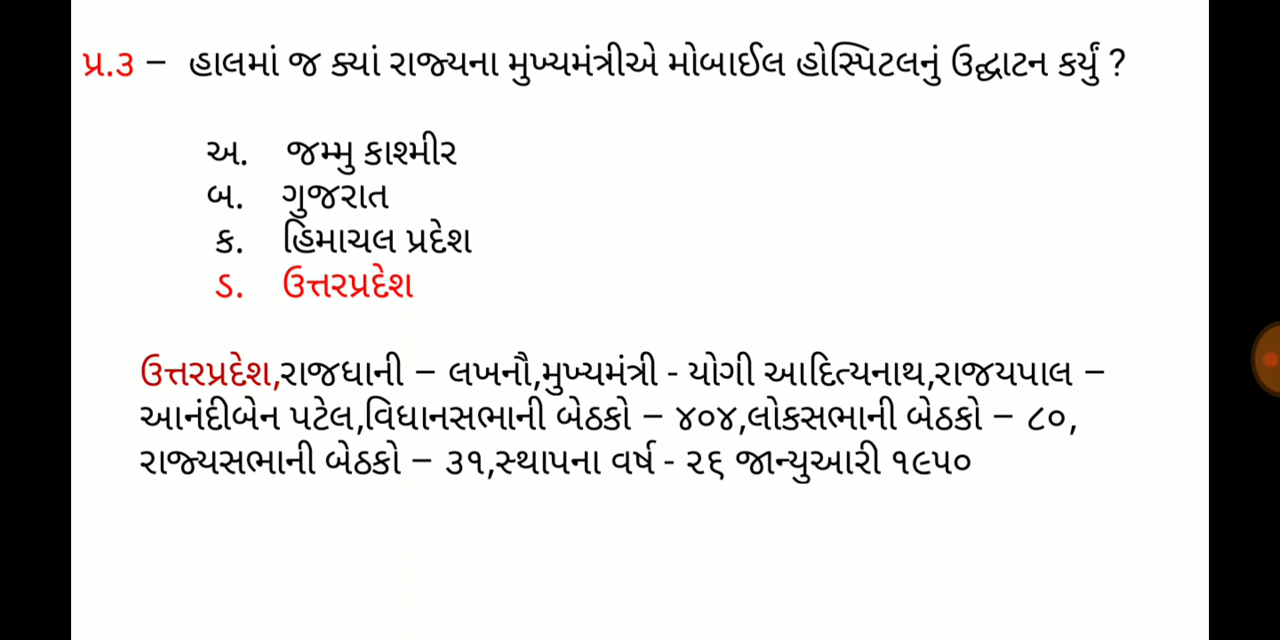 પ્ર.૩ – હાલમાં જ ક્યાં રાજ્યના મુખ્યમંત્રીએ મોબાઈલ હોસ્પિટલનું ઉદ્ઘાટન કર્યું ?
અ. જમ્મુ કાશ્મીર
બ. ગુજરાત
ક. હિમાચલ પ્રદેશ
ડ. ઉત્તરપ્રદેશ
ઉત્તરપ્રદેશ,રાજધાની – લખનૌ,મુખ્યમંત્રી - યોગી આદિત્યનાથ,રાજયપાલ –
આનંદીબેન પટેલ,વિધાનસભાની બેઠકો – ૪૦૪,લોકસભાની બેઠકો – ૮૦,
રાજ્યસભાની બેઠકો – ૩૧,સ્થાપના વર્ષ - ૨૬ જાન્યુઆરી ૧૯૫૦